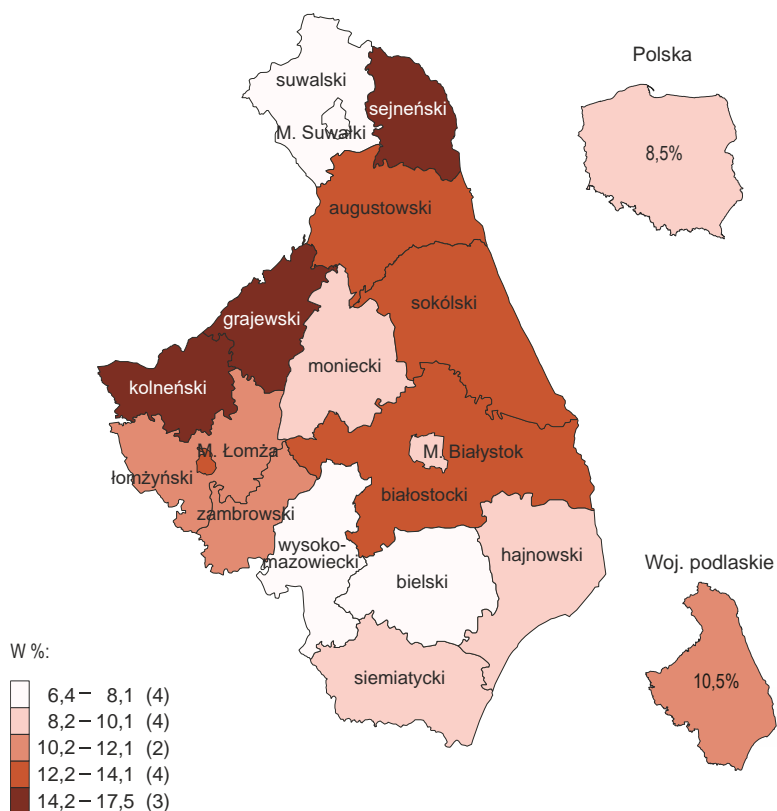 Polska
suwalski
sejneński
M. Suwałki
8,5%
augustowski
sokólski
grajewski
moniecki
kolneński
M. Łomża
M. Białystok
łomżyński
białostocki
zambrowski
wysoko-
mazowiecki
hajnowski
bielski
Woj. podlaskie
siemiatycki
10,5%
W %:
6,4 – 8,1 (4)
8,2 – 10,1 (4)
10,2 – 12,1 (2)
12,2 – 14,1 (4)
14,2 – 17,5 (3)